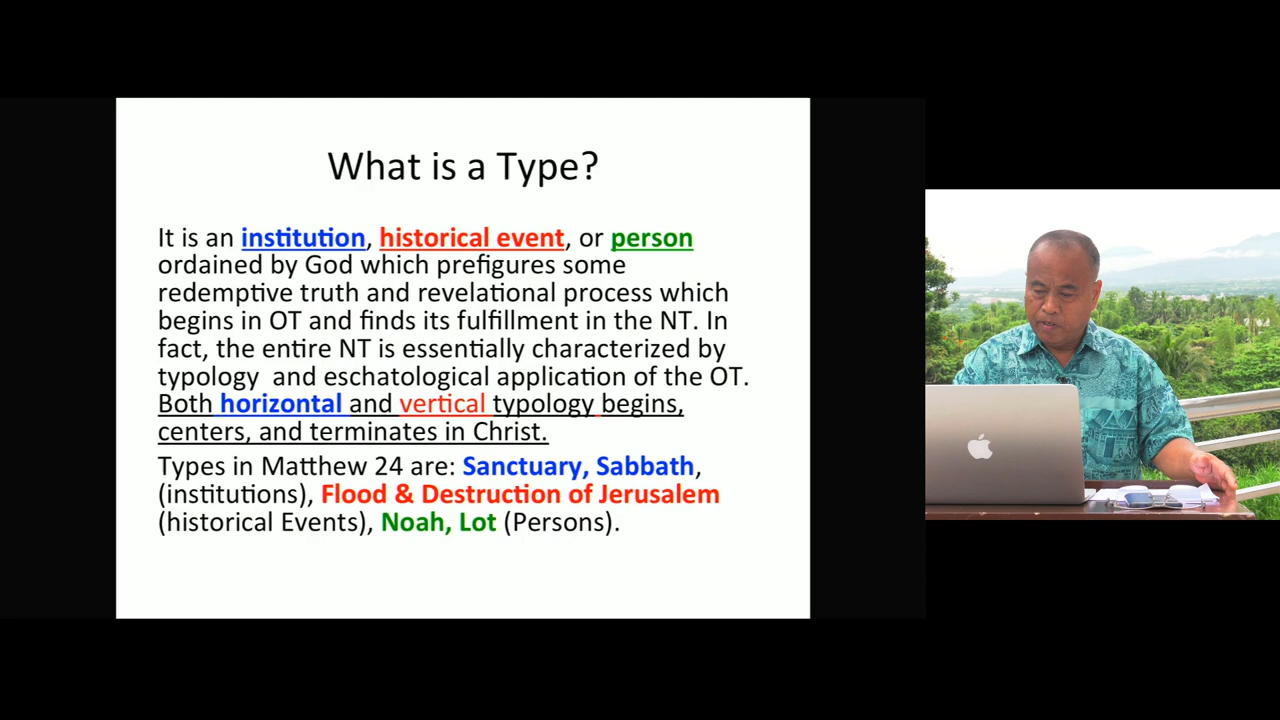 What is a Type?
It is an institution, historical event, or person
ordained by God which prefigures some
redemptive truth and revelational process which
begins in OT and finds its fulfillment in the NT. In
fact, the entire NT is essentially characterized by
typology  and eschatological application of the OT.
Both horizontal and vertical typology begins,
centers, and terminates in Christ.
Types in Matthew 24 are: Sanctuary, Sabbath,
(institutions), Flood & Destruction of Jerusalem
(historical Events), Noah, Lot (Persons).